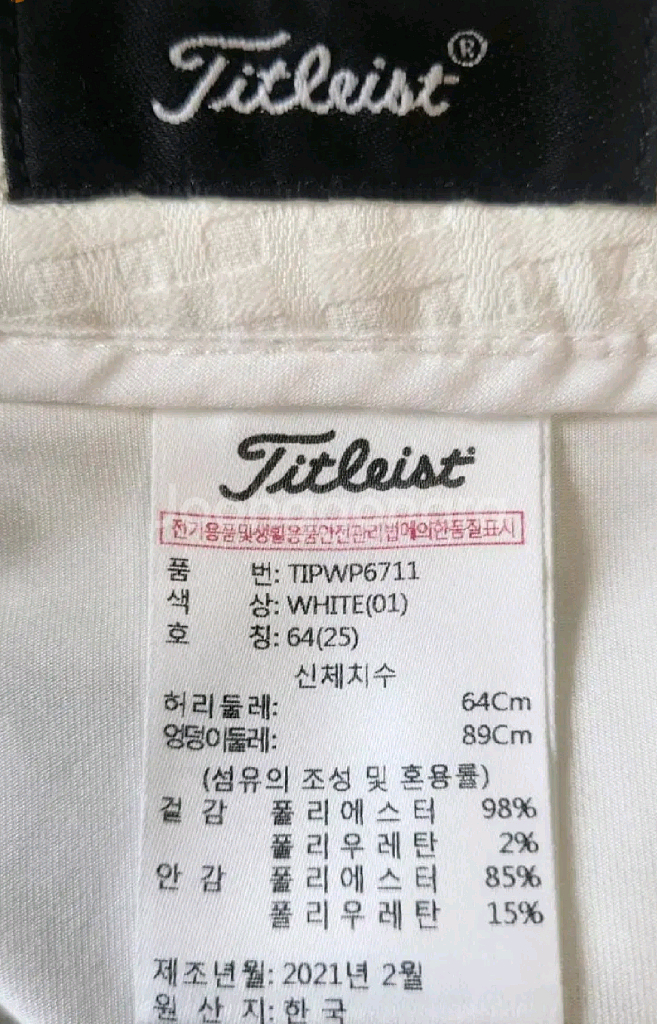 Titleist®
Titleist
전기용품및생활용품안전관리법에의한품질표시
품 번: TIPWP6711
색 상: WHITE(01)
호 칭: 64(25)
신체치수
허리둘레: 64Cm
엉덩이둘레: 89Cm
(섬유의 조성 및 혼용률)
겉 감 폴리에스터 98%
폴리우레탄 2%
안 감 폴리에스터 85%
폴리우레탄 15%
제조년월: 2021년 2월
원 산 지: 한 국